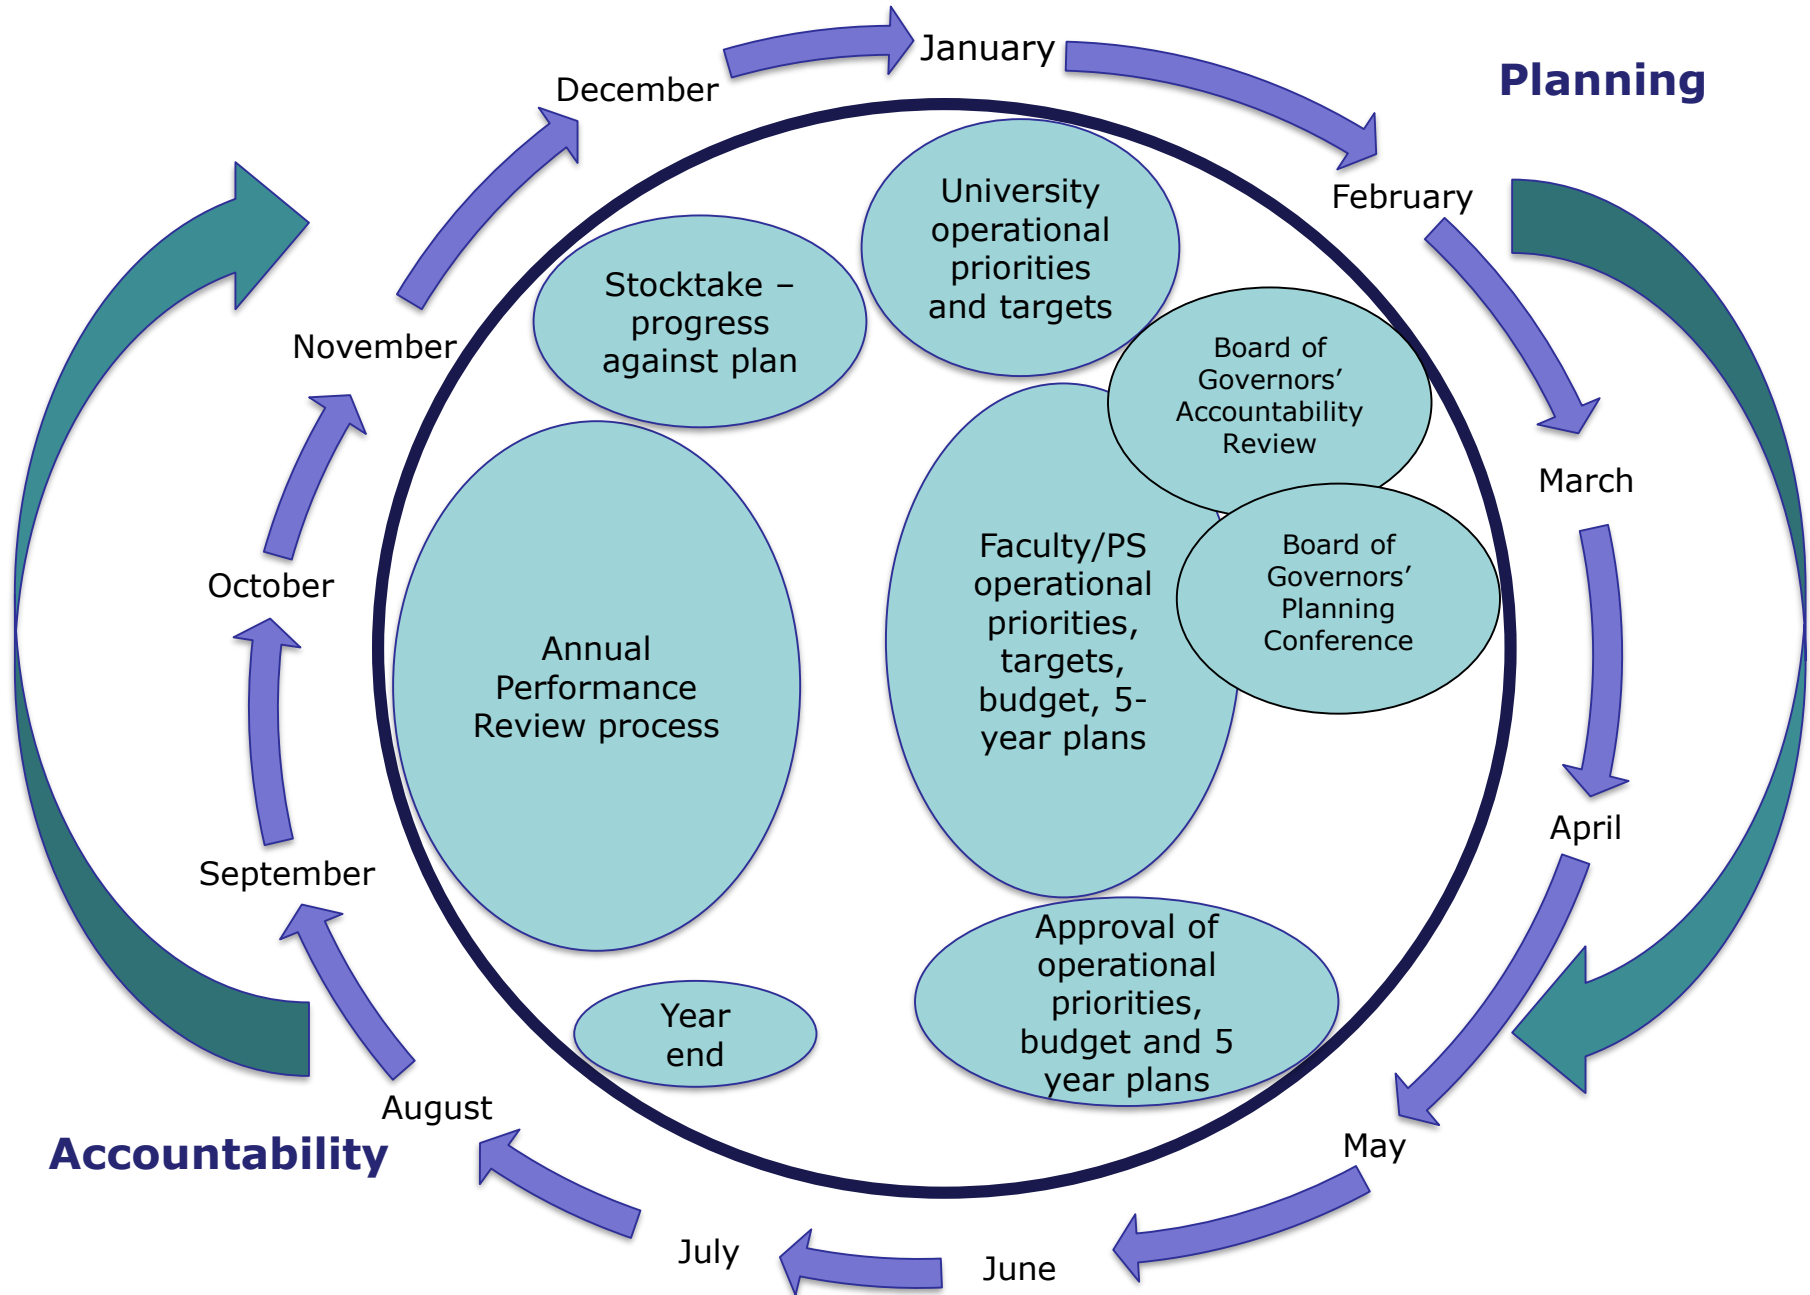 January
Planning
December
February
University
operational
priorities
and targets
Stocktake –
progress
against plan
November
Board of
Governors’
Accountability
Review
March
Faculty/PS
operational
priorities,
targets,
budget, 5-
year plans
Board of
Governors’
Planning
Conference
October
Annual
Performance
Review process
April
September
Approval of
operational
priorities,
budget and 5
year plans
Year
end
August
Accountability
May
July
June